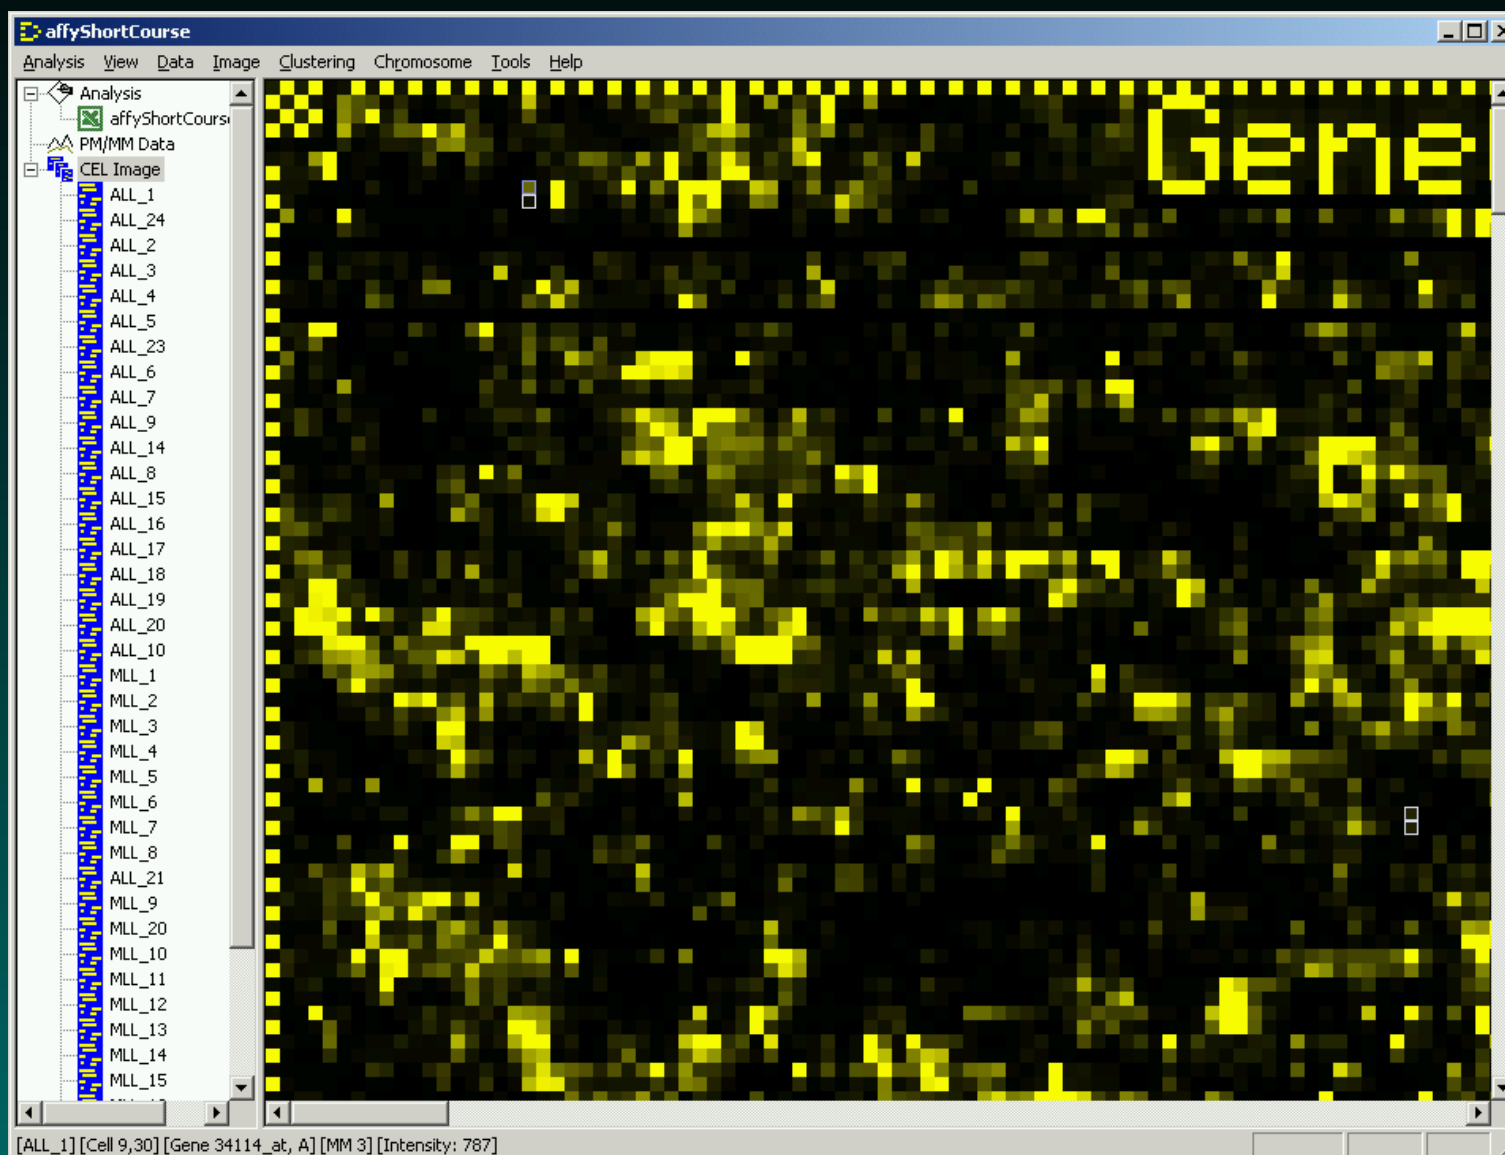 affyShortCourse
Analysis View Data Image Clustering Chromosome Tools Help
Analysis
affyShortCours
PM/MM Data
CEL Image
ALL_1
ALL_24
ALL_2
ALL_3
ALL_4
ALL_5
ALL_23
ALL_6
ALL_7
ALL_9
ALL_14
ALL_8
ALL_15
ALL_16
ALL_17
ALL_18
ALL_19
ALL_20
ALL_10
MLL_1
MLL_2
MLL_3
MLL_4
MLL_5
MLL_6
MLL_7
MLL_8
ALL_21
MLL_9
MLL_20
MLL_10
MLL_11
MLL_12
MLL_13
MLL_14
MLL_15
Gene
[ALL_1] [Cell 9,30] [Gene 34114_at, A] [MM 3] [Intensity: 787]